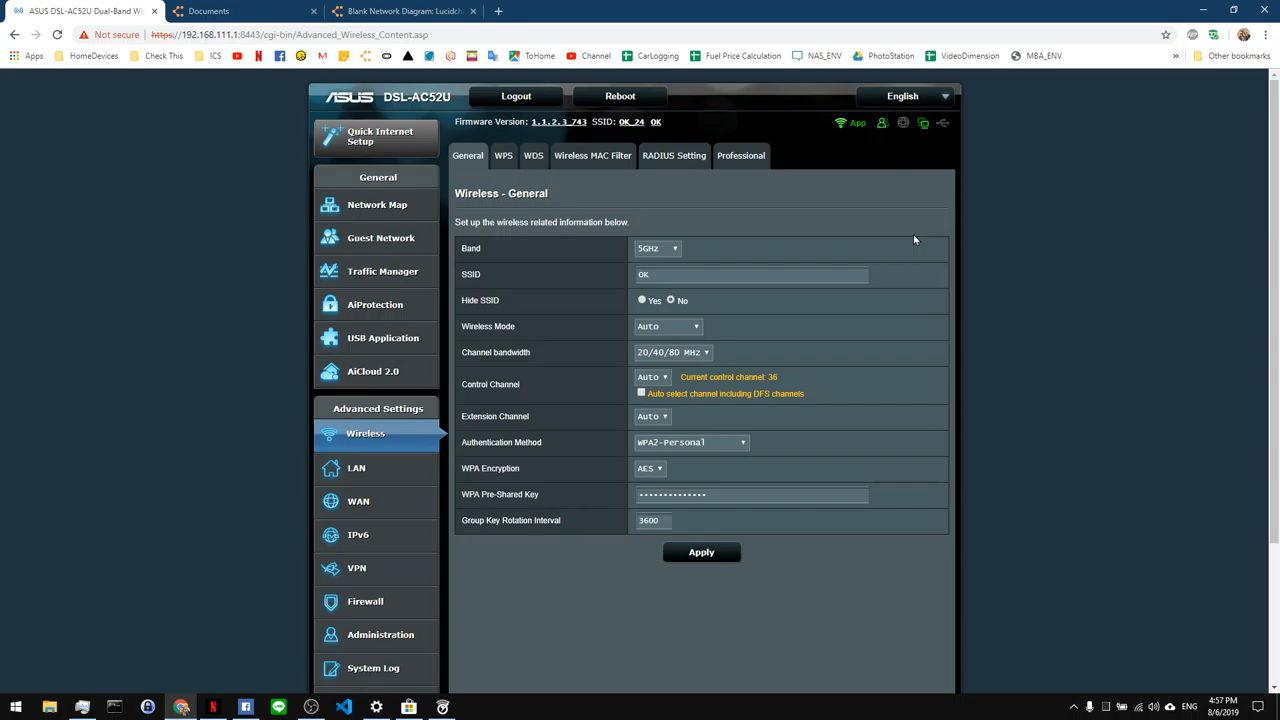 ASUS DSL-AC52U Dual-Band Wi
Documents
Blank Network Diagram: Lucidch
Not secure
https://192.168.111.1:8443/cgi-bin/Advanced_Wireless_Content.asp
Apps
HomeDevices
Check This
ICS
ToHome
Channel
CarLogging
Fuel Price Calculation
NAS_ENV
PhotoStation
VideoDimension
MBA_ENV
»
Other bookmarks
ASUS DSL-AC52U
Logout
Reboot
English
Firmware Version: 1.1.2.3_743 SSID: OK_24 OK
App
Quick Internet
Setup
General
Network Map
Guest Network
Traffic Manager
AiProtection
USB Application
AiCloud 2.0
Advanced Settings
Wireless
LAN
WAN
IPv6
VPN
Firewall
Administration
System Log
General
WPS
WDS
Wireless MAC Filter
RADIUS Setting
Professional
Wireless - General
Set up the wireless related information below.
Band 5GHz
SSID OK
Hide SSID Yes No
Wireless Mode Auto
Channel bandwidth 20/40/80 MHz
Control Channel Auto Current control channel: 36
Auto select channel including DFS channels
Extension Channel Auto
Authentication Method WPA2-Personal
WPA Encryption AES
WPA Pre-Shared Key ••••••••••••••
Group Key Rotation Interval 3600
Apply
ENG
4:57 PM
8/6/2019